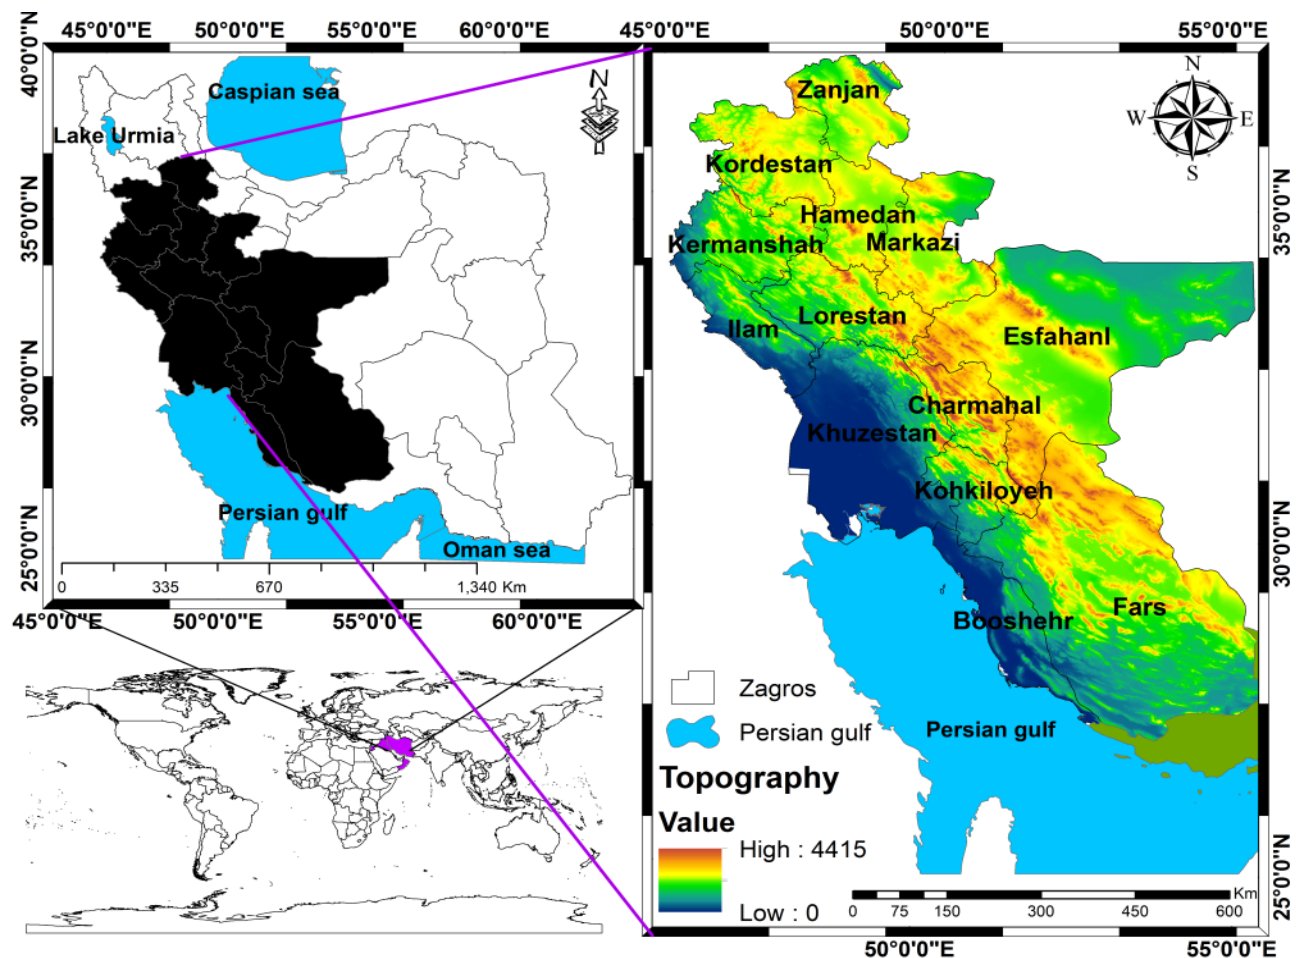 45°0'0"E 50°0'0"E 55°0'0"E 60°0'0"E
40°0'0"N
35°0'0"N
30°0'0"N
25°0'0"N
Caspian sea
N
Lake Urmia
Persian gulf
Oman sea
0 335 670 1,340 Km
45°0'0"E 50°0'0"E 55°0'0"E 60°0'0"E
45°0'0"E 50°0'0"E 55°0'0"E
N
W E
S
Zanjan
Kordestan
Hamedan
Kermanshah
Markazi
Lorestan
Ilam
Esfahanl
Charmahal
Khuzestan
Kohkiloyeh
Booshehr
Fars
Persian gulf
35°0'0"N
30°0'0"N
25°0'0"N
Zagros
Persian gulf
Topography
Value
High : 4415
Low : 0
Km
0 75 150 300 450 600
50°0'0"E 55°0'0"E